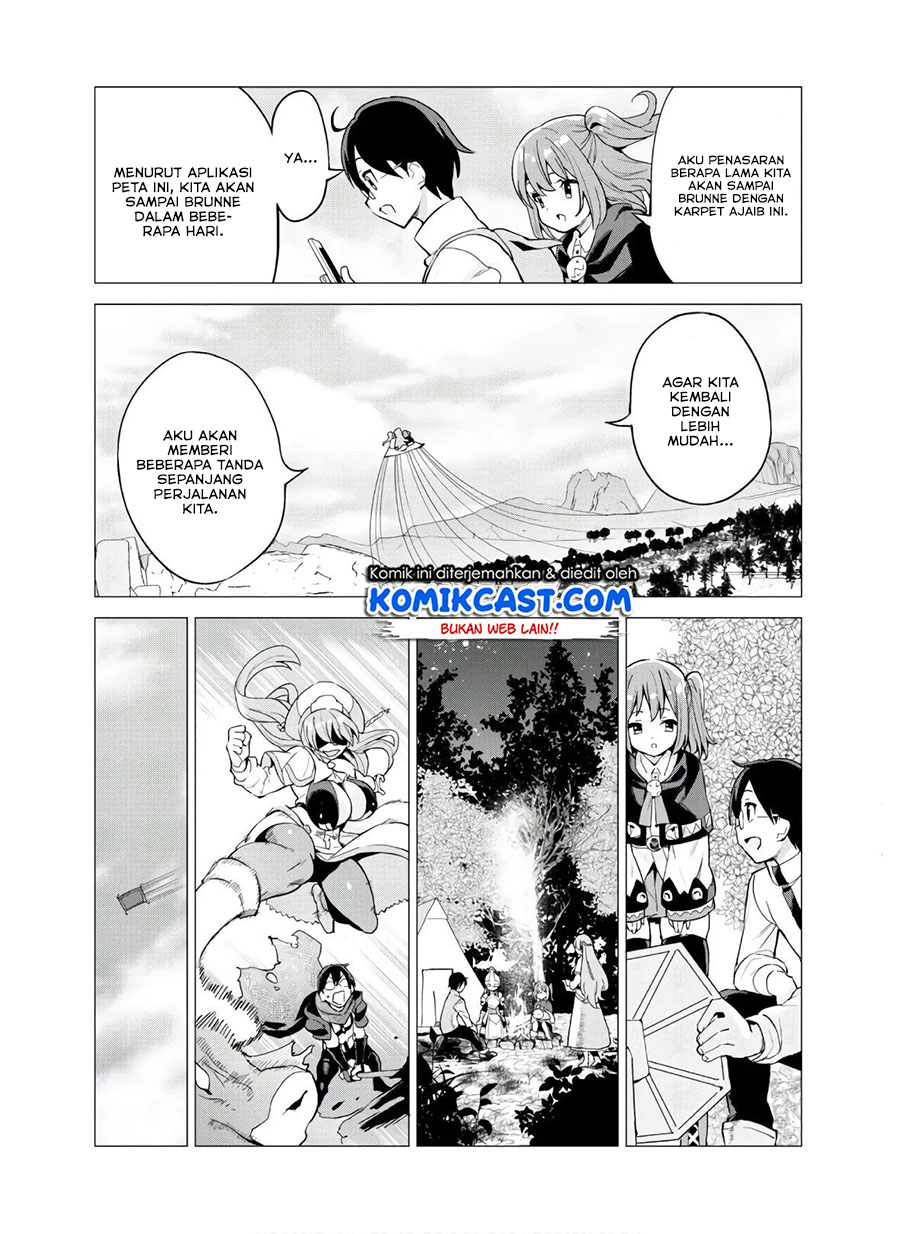 AKU PENASARAN
BERAPA LAMA KITA
AKAN SAMPAI
BRUNNE DENGAN
KARPET AJAIB INI.
YA...
MENURUT APLIKASI
PETA INI, KITA AKAN
SAMPAI BRUNNE
DALAM BEBE-
RAPA HARI.
AGAR KITA
KEMBALI
DENGAN
LEBIH
MUDAH...
AKU AKAN
MEMBERI
BEBERAPA TANDA
SEPANJANG
PERJALANAN
KITA.
Komik ini diterjemahkan & diedit oleh
KOMIKCAST.COM
BUKAN WEB LAIN!!